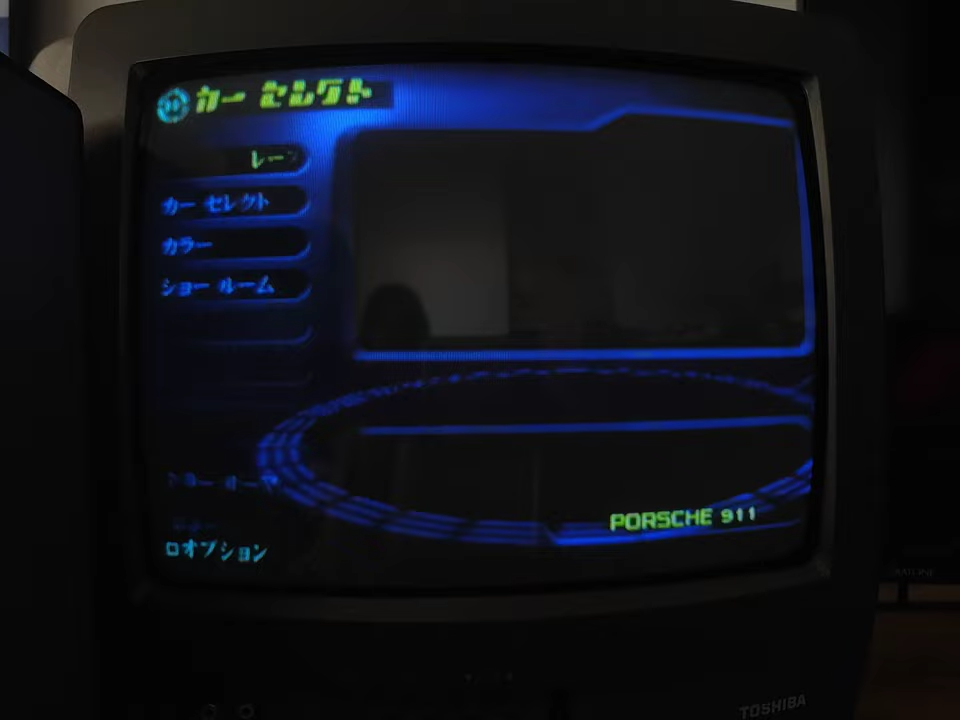 カー セレクト
レース
カー セレクト
カラー
ショー ルーム
PORSCHE 911
オプション
TOSHIBA